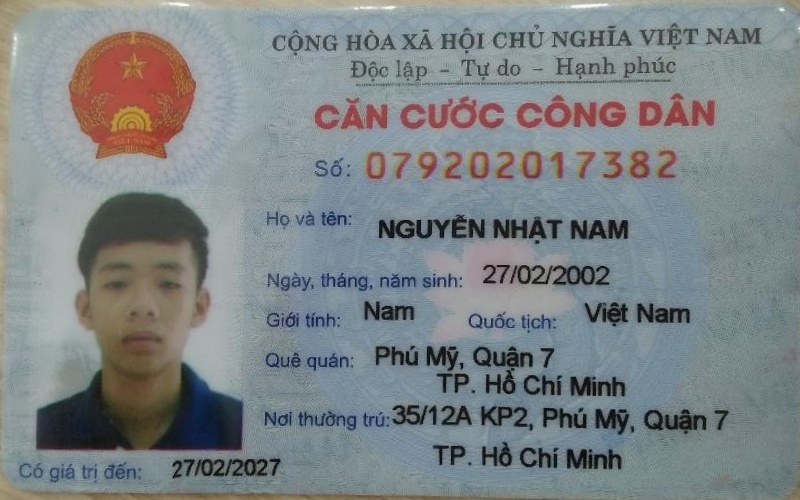 CỘNG HÒA XÃ HỘI CHỦ NGHĨA VIỆT NAM
Độc lập – Tự do – Hạnh phúc
CĂN CƯỚC CÔNG DÂN
Số: 079202017382
Họ và tên: NGUYỄN NHẬT NAM
Ngày, tháng, năm sinh: 27/02/2002
Giới tính: Nam Quốc tịch: Việt Nam
Quê quán: Phú Mỹ, Quận 7
TP. Hồ Chí Minh
Nơi thường trú: 35/12A KP2, Phú Mỹ, Quận 7
TP. Hồ Chí Minh
Có giá trị đến: 27/02/2027